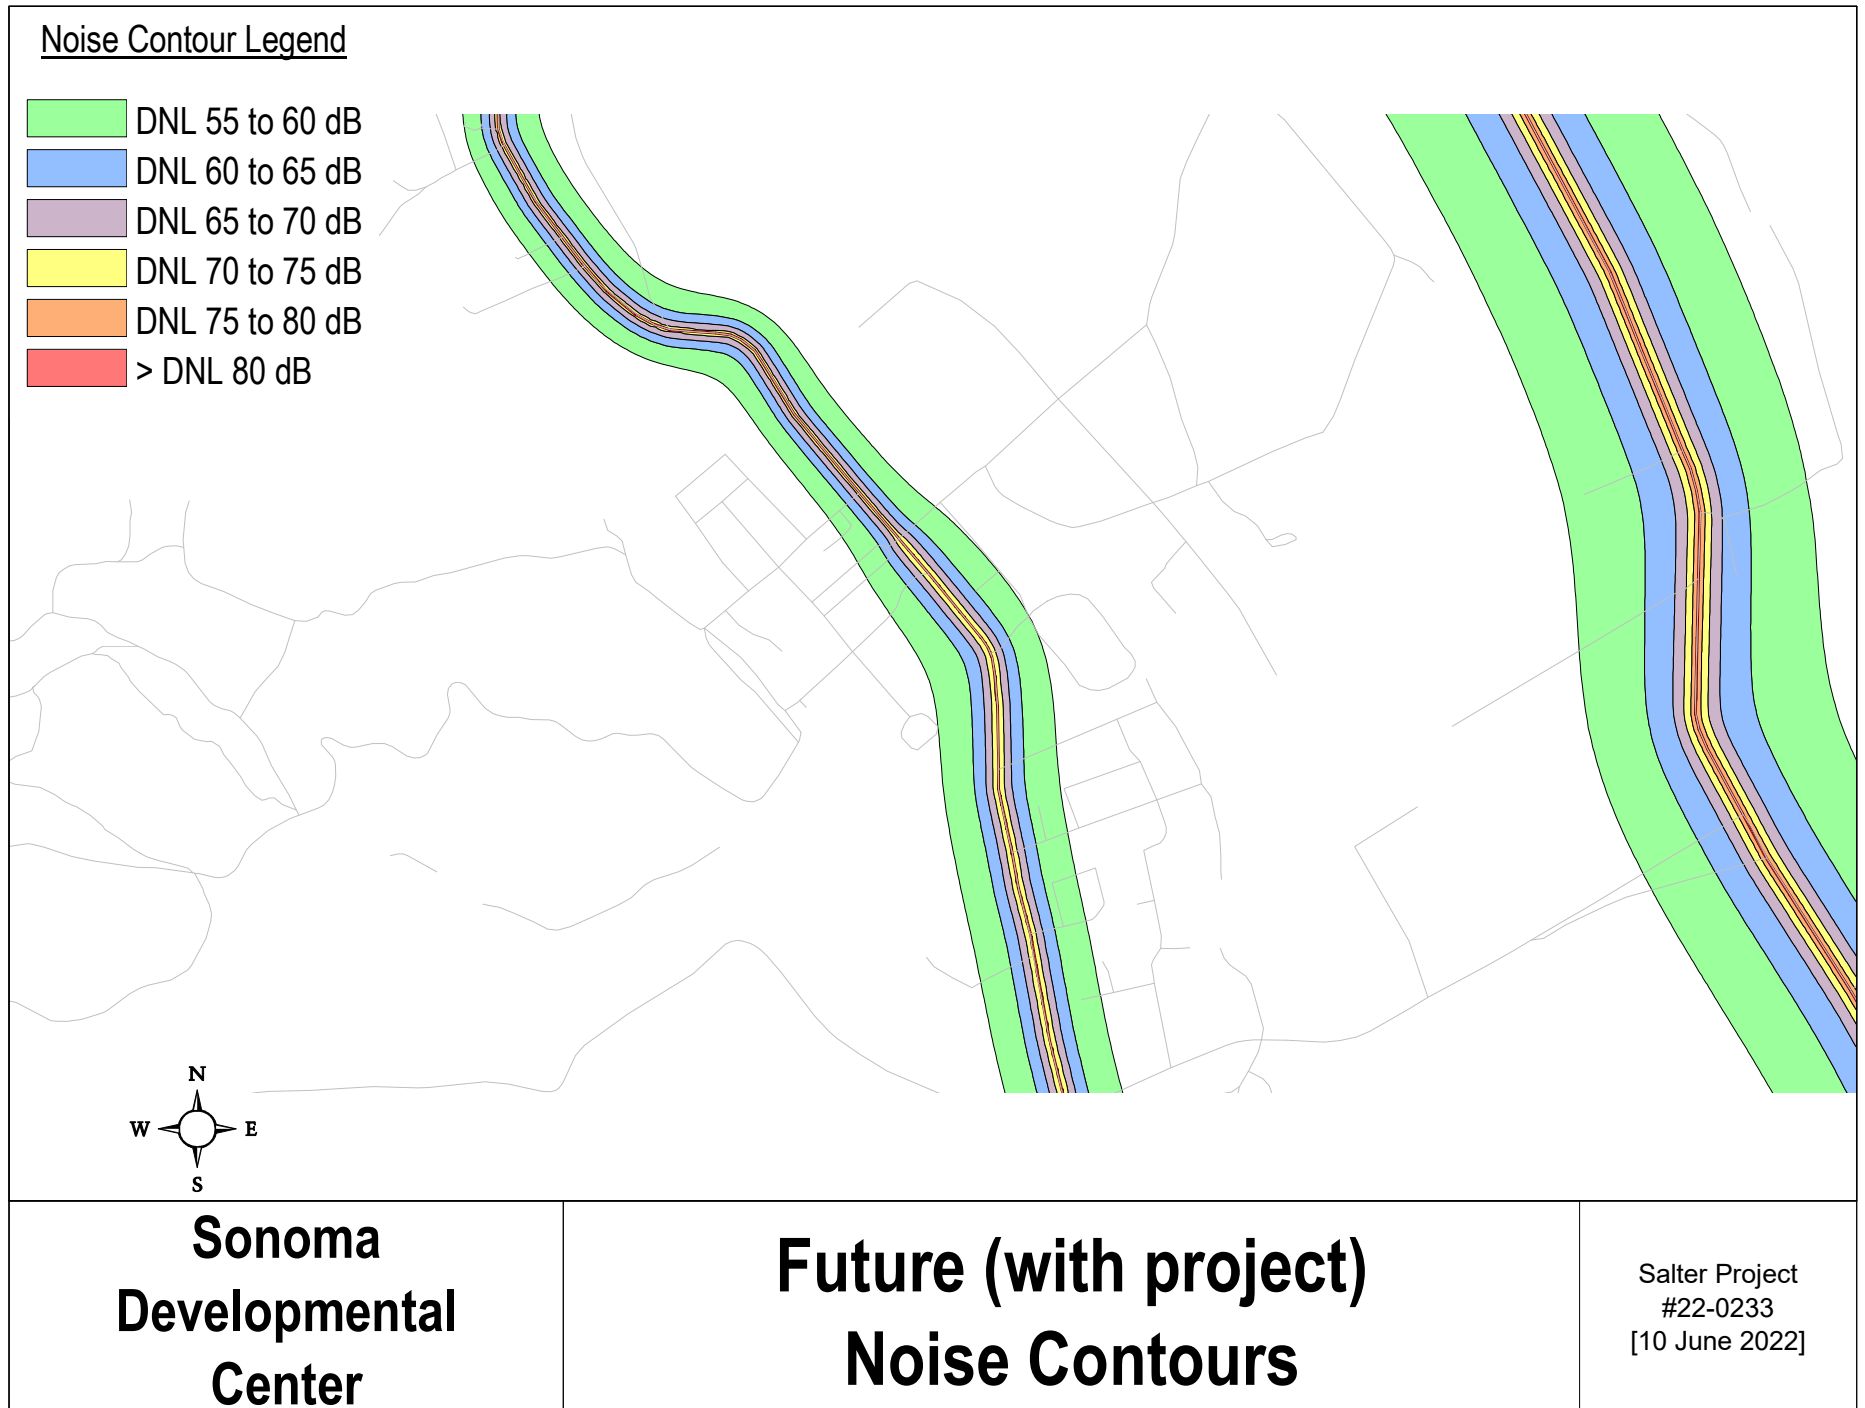 Noise Contour Legend
DNL 55 to 60 dB
DNL 60 to 65 dB
DNL 65 to 70 dB
DNL 70 to 75 dB
DNL 75 to 80 dB
> DNL 80 dB
N
W E
S
Sonoma
Developmental
Center
Future (with project)
Noise Contours
Salter Project
#22-0233
[10 June 2022]